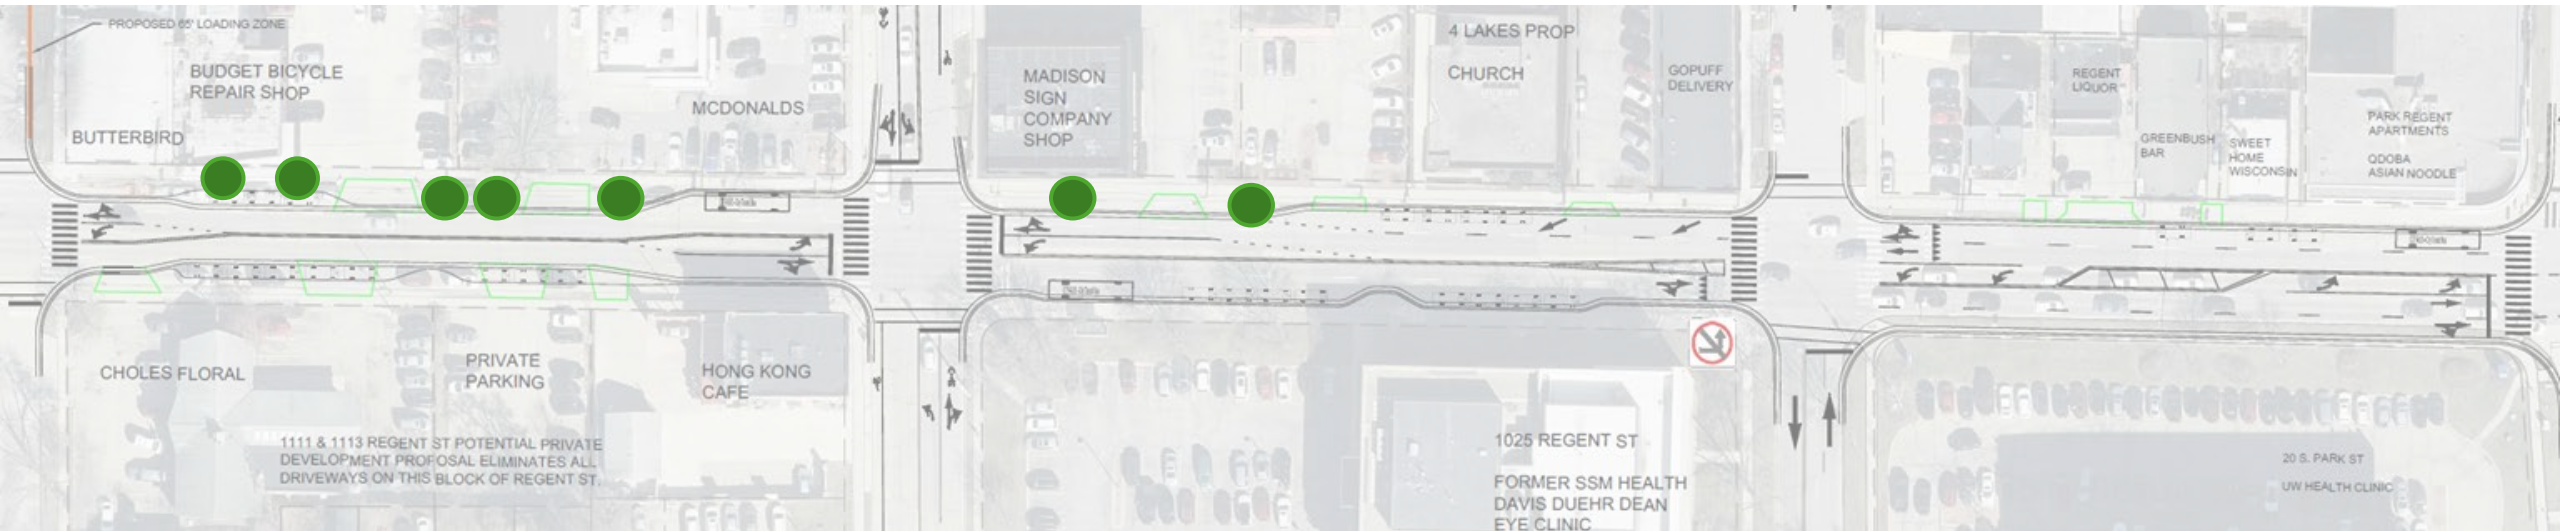 PROPOSED 65' LOADING ZONE
BUDGET BICYCLE
REPAIR SHOP
BUTTERBIRD
MCDONALDS
MADISON
SIGN
COMPANY
SHOP
4 LAKES PROP
CHURCH
GOPUFF
DELIVERY
REGENT
LIQUOR
GREENBUSH
BAR
SWEET
HOME
WISCONSIN
PARK REGENT
APARTMENTS
QDOBA
ASIAN NOODLE
CHOLES FLORAL
PRIVATE
PARKING
HONG KONG
CAFE
1111 & 1113 REGENT ST POTENTIAL PRIVATE
DEVELOPMENT PROPOSAL ELIMINATES ALL
DRIVEWAYS ON THIS BLOCK OF REGENT ST.
1025 REGENT ST
FORMER SSM HEALTH
DAVIS DUEHR DEAN
EYE CLINIC
20 S. PARK ST
UW HEALTH CLINIC